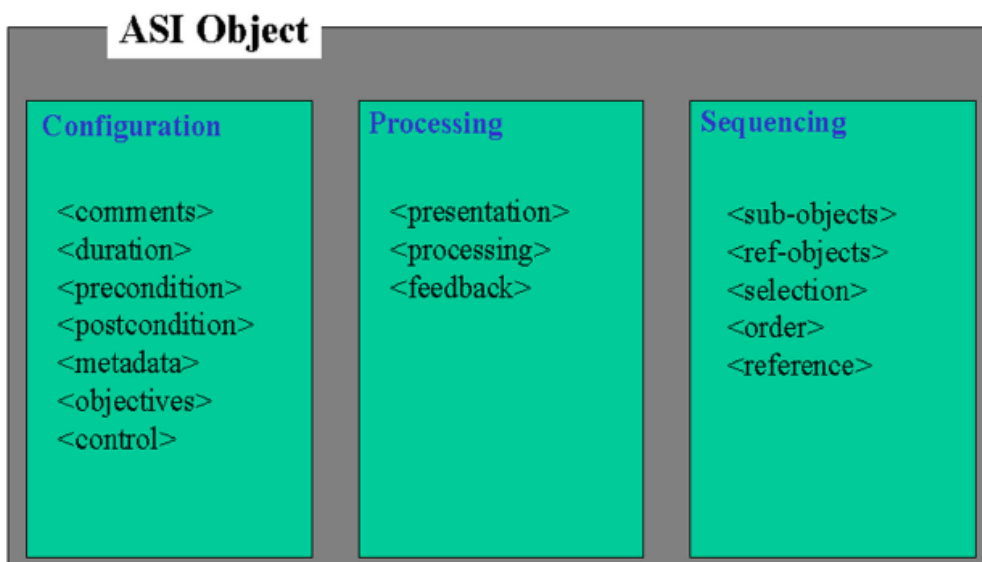 ASI Object
Configuration
<comments>
<duration>
<precondition>
<postcondition>
<metadata>
<objectives>
<control>
Processing
<presentation>
<processing>
<feedback>
Sequencing
<sub-objects>
<ref-objects>
<selection>
<order>
<reference>